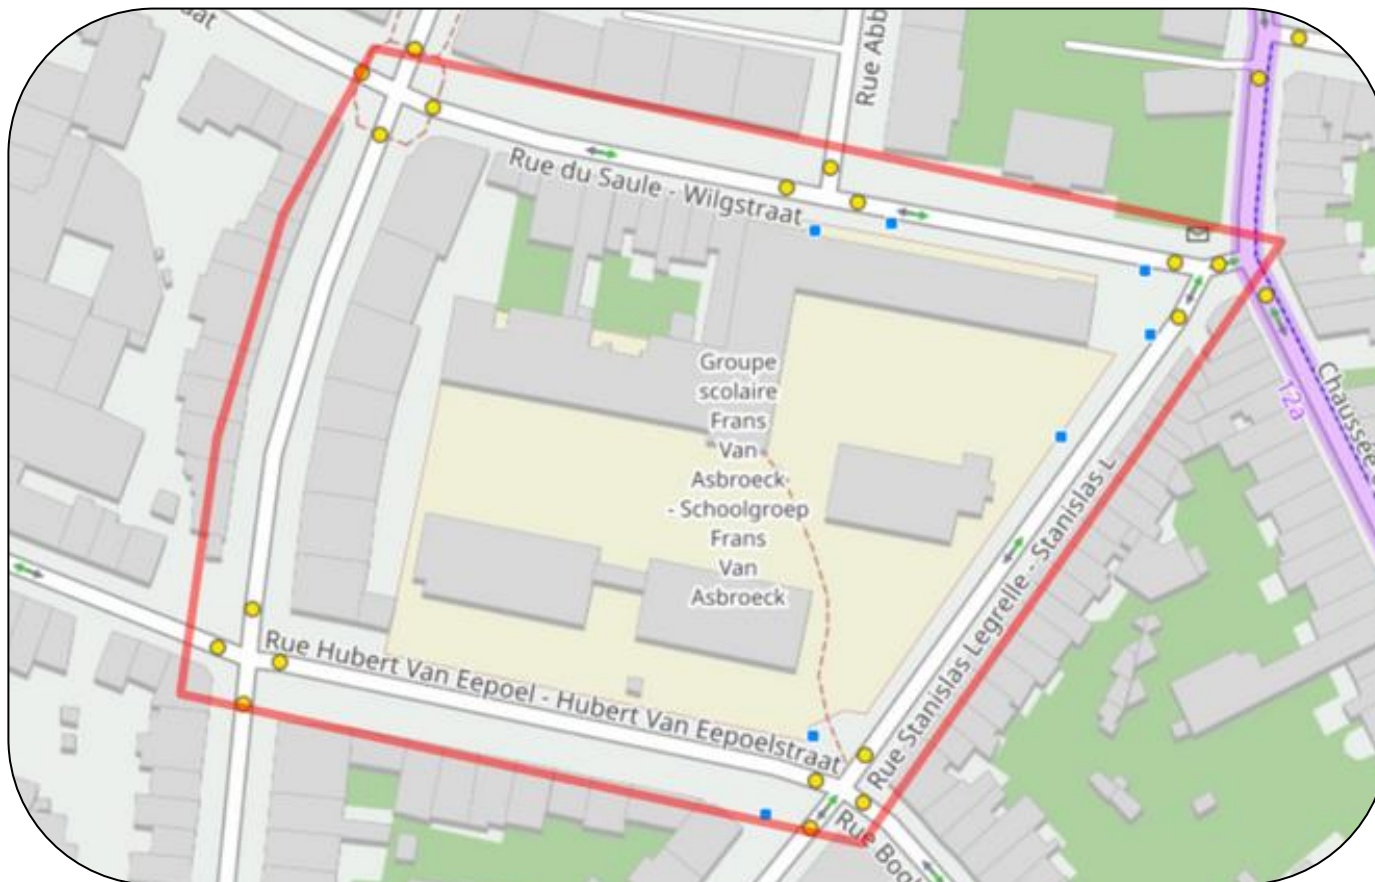 Rue Abb
Rue du Saule - Wilgstraat
Groupe
scolaire
Frans
Van
Asbroeck
- Schoolgroep
Frans
Van
Asbroeck
12a
Chaussée
Rue Stanislas Legrelle - Stanislas L
Rue Hubert Van Eepoel - Hubert Van Eepoelstraat
Rue Boo